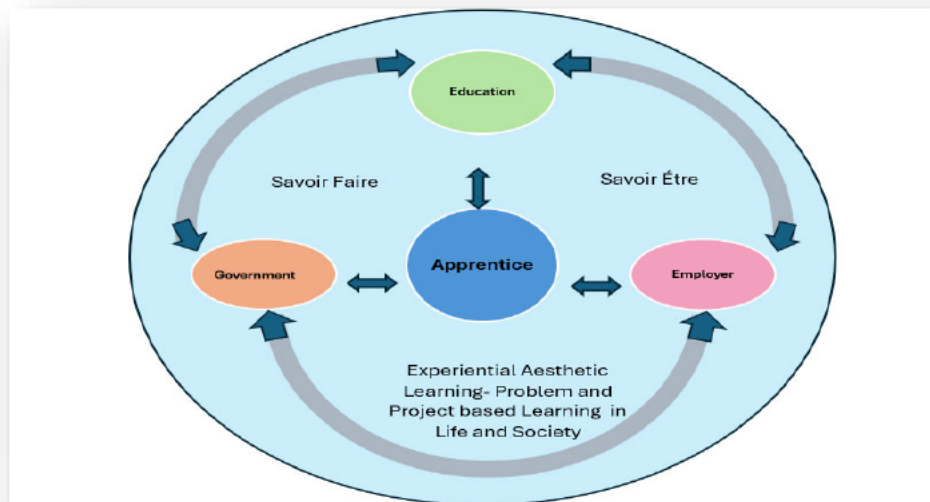 Education
Savoir Faire
Savoir Être
Government
Apprentice
Employer
Experiential Aesthetic
Learning- Problem and
Project based Learning in
Life and Society